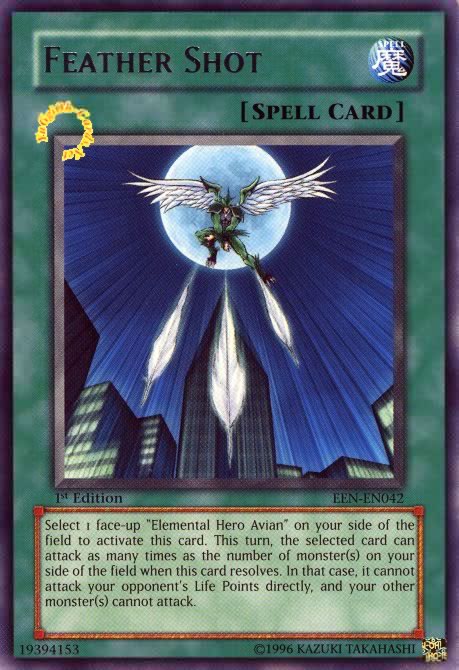 FEATHER SHOT
SPELL
魔
[SPELL CARD]
YuGiOh-Cards.Net
1st Edition
EEN-EN042
Select 1 face-up "Elemental Hero Avian" on your side of the
field to activate this card. This turn, the selected card can
attack as many times as the number of monster(s) on your
side of the field when this card resolves. In that case, it cannot
attack your opponent's Life Points directly, and your other
monster(s) cannot attack.
19394153
©1996 KAZUKI TAKAHASHI